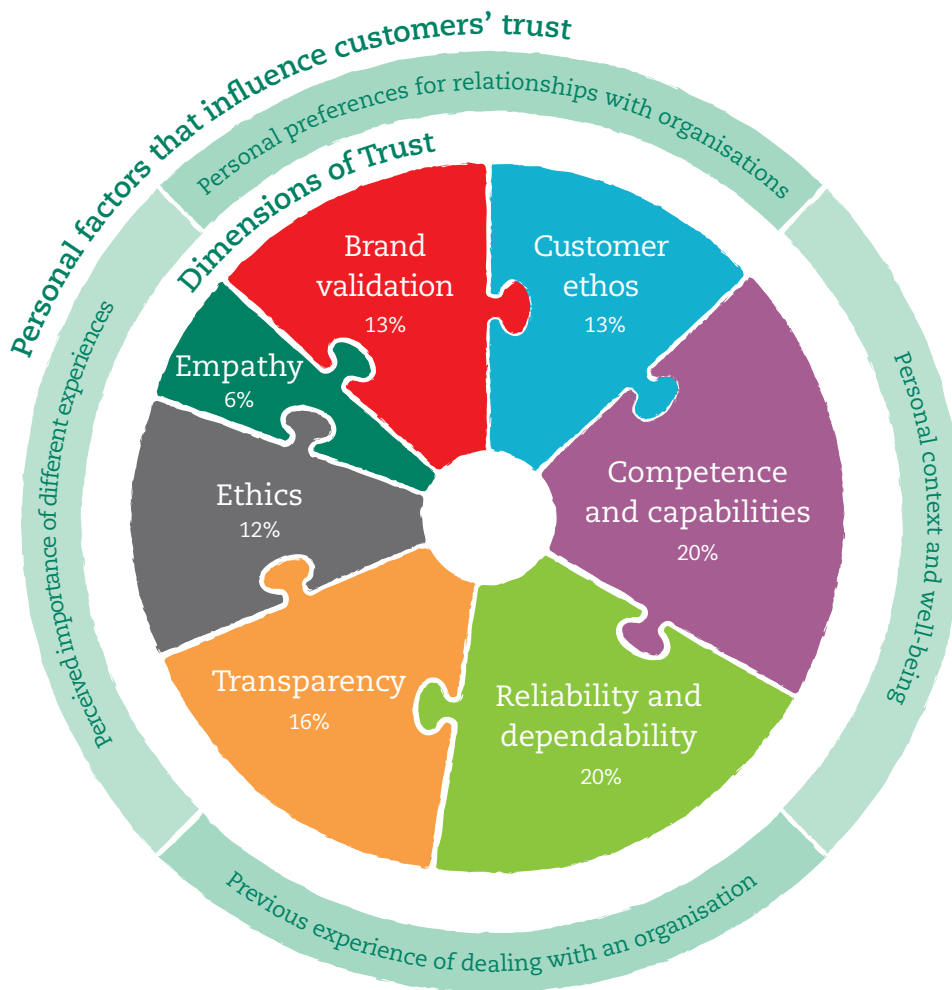 Personal factors that influence customers’ trust
Personal preferences for relationships with organisations
Dimensions of Trust
Brand
validation
13%
Customer
ethos
13%
Empathy
6%
Competence
and capabilities
20%
Ethics
12%
Transparency
16%
Reliability and
dependability
20%
Perceived importance of different experiences
Personal context and well-being
Previous experience of dealing with an organisation